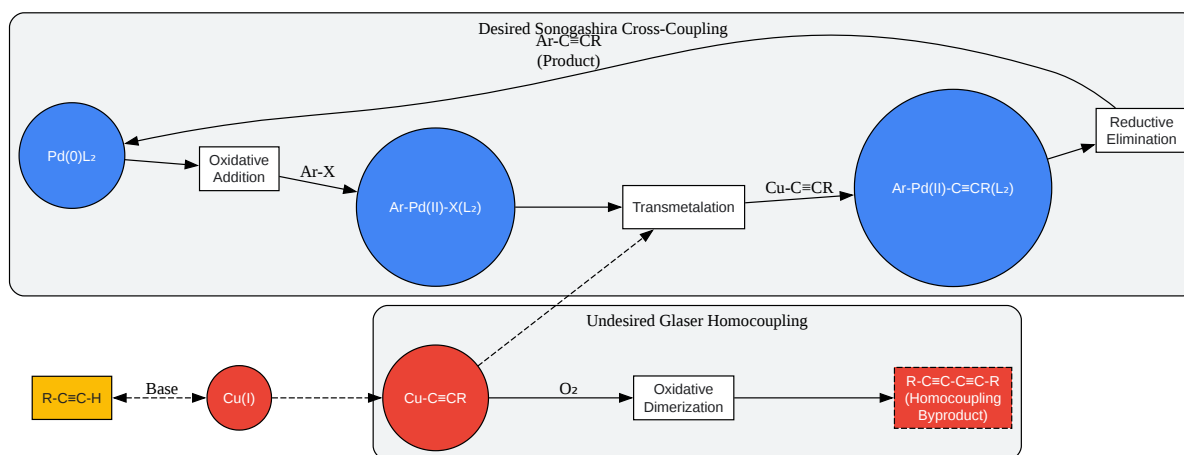 Desired Sonogashira Cross-Coupling
Ar-C≡CR
(Product)
Pd(0)L₂
Oxidative
Addition
Ar-X
Ar-Pd(II)-X(L₂)
Transmetalation
Cu-C≡CR
Ar-Pd(II)-C≡CR(L₂)
Reductive
Elimination
Undesired Glaser Homocoupling
R-C≡C-H
Base
Cu(I)
Cu-C≡CR
O₂
Oxidative
Dimerization
R-C≡C-C≡C-R
(Homocoupling
Byproduct)